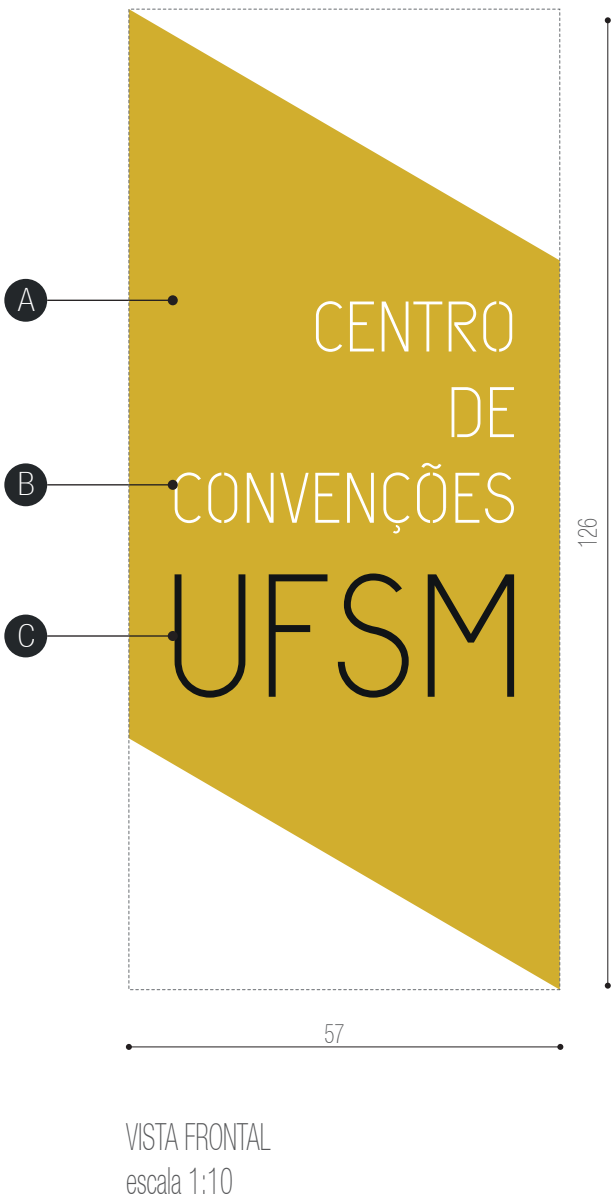 A
CENTRO
DE
B
CONVENÇÕES
126
C
UFSM
57
VISTA FRONTAL
escala 1:10